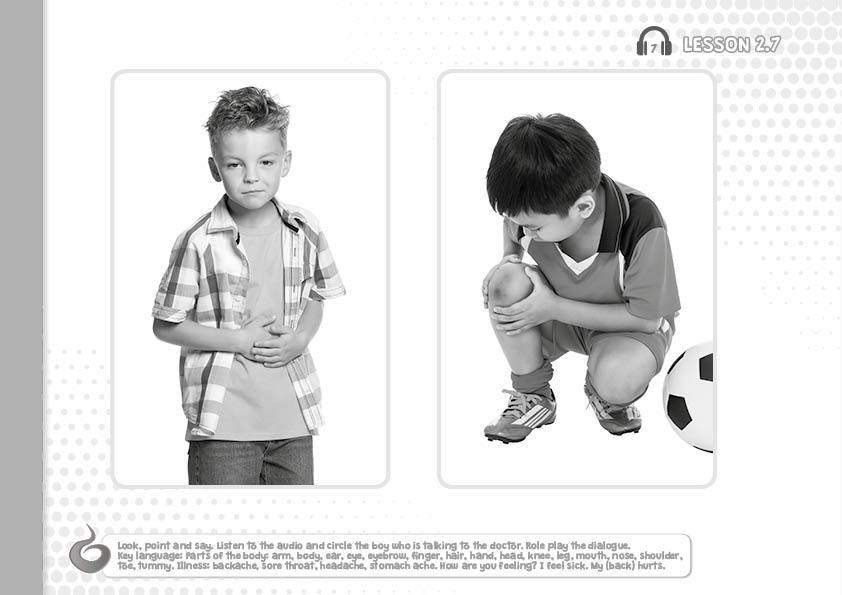 7 LESSON 2.7
Look, point and say. Listen to the audio and circle the boy who is talking to the doctor. Role play the dialogue.
Key language: Parts of the body: arm, body, ear, eye, eyebrow, finger, hair, hand, head, knee, leg, mouth, nose, shoulder,
toe, tummy. Illness: backache, sore throat, headache, stomach ache. How are you feeling? I feel sick. My (back) hurts.